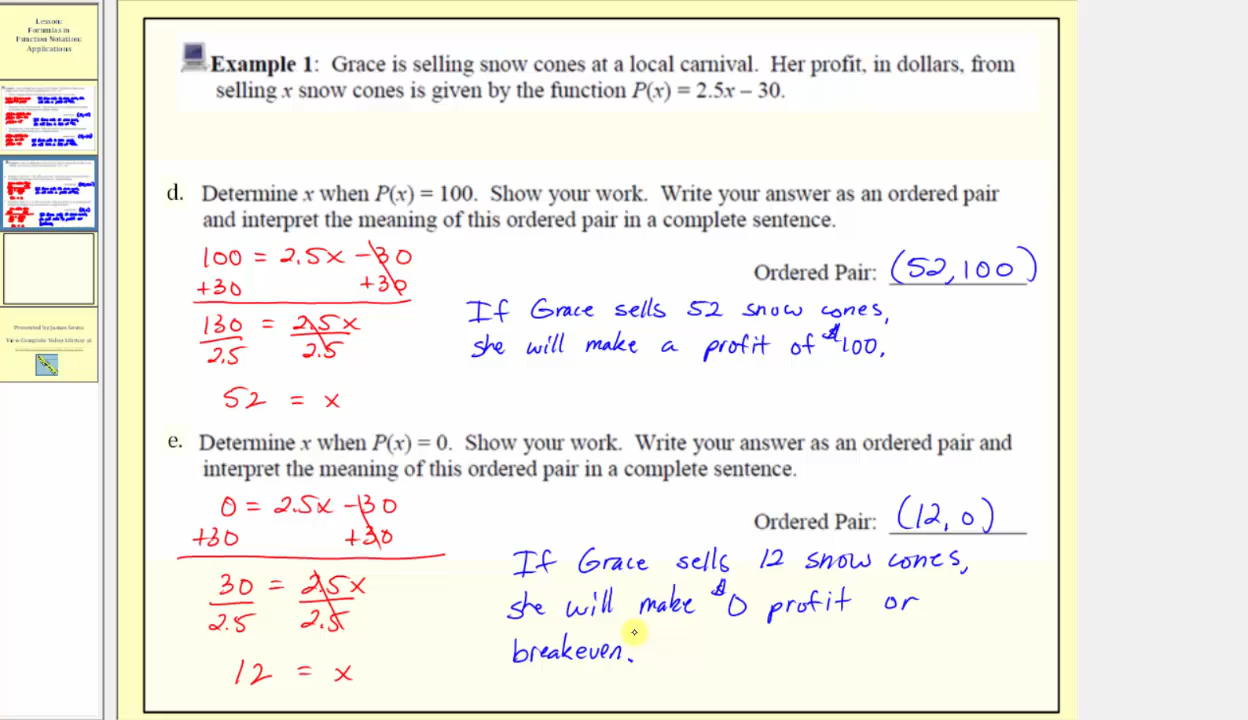 Lesson:
Formulas in
Function Notation:
Applications
Example 1: Grace is selling snow cones at a local carnival. Her profit, in dollars, from
selling x snow cones is given by the function P(x) = 2.5x – 30.
d. Determine x when P(x) = 100. Show your work. Write your answer as an ordered pair
and interpret the meaning of this ordered pair in a complete sentence.
100 = 2.5x - 30
+30 +30
130 = 2.5x
2.5 2.5
52 = x
Ordered Pair: (52, 100)
If Grace sells 52 snow cones,
she will make a profit of $100.
e. Determine x when P(x) = 0. Show your work. Write your answer as an ordered pair and
interpret the meaning of this ordered pair in a complete sentence.
0 = 2.5x - 30
+30 +30
30 = 2.5x
2.5 2.5
12 = x
Ordered Pair: (12, 0)
If Grace sells 12 snow cones,
she will make $0 profit or
breakeven.
Presented by James Sousa